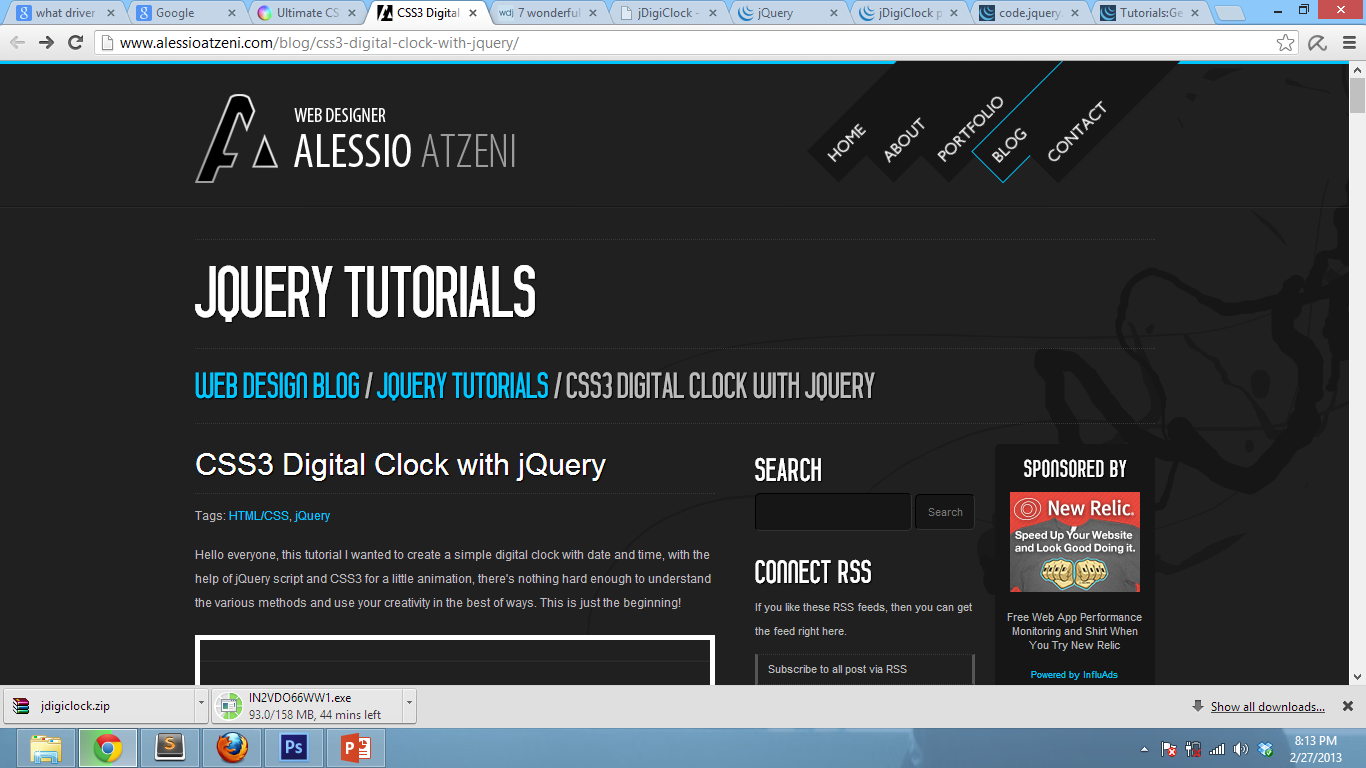 what driver
Google
Ultimate CS
CSS3 Digital
wdj 7 wonderful
jDigiClock -
jQuery
jDigiClock p
code.jquery.
Tutorials:Ge
www.alessioatzeni.com/blog/css3-digital-clock-with-jquery/
WEB DESIGNER
ALESSIO ATZENI
HOME
ABOUT
PORTFOLIO
BLOG
CONTACT
JQUERY TUTORIALS
WEB DESIGN BLOG / JQUERY TUTORIALS / CSS3 DIGITAL CLOCK WITH JQUERY
CSS3 Digital Clock with jQuery
Tags: HTML/CSS, jQuery
Hello everyone, this tutorial I wanted to create a simple digital clock with date and time, with the
help of jQuery script and CSS3 for a little animation, there's nothing hard enough to understand
the various methods and use your creativity in the best of ways. This is just the beginning!
SEARCH
Search
CONNECT RSS
If you like these RSS feeds, then you can get
the feed right here.
Subscribe to all post via RSS
SPONSORED BY
New Relic.
Speed Up Your Website
and Look Good Doing it.
Free Web App Performance
Monitoring and Shirt When
You Try New Relic
Powered by InfluAds
jdigiclock.zip
IN2VDO66WW1.exe
93.0/158 MB, 44 mins left
Show all downloads...
S
Ps
P
8:13 PM
2/27/2013